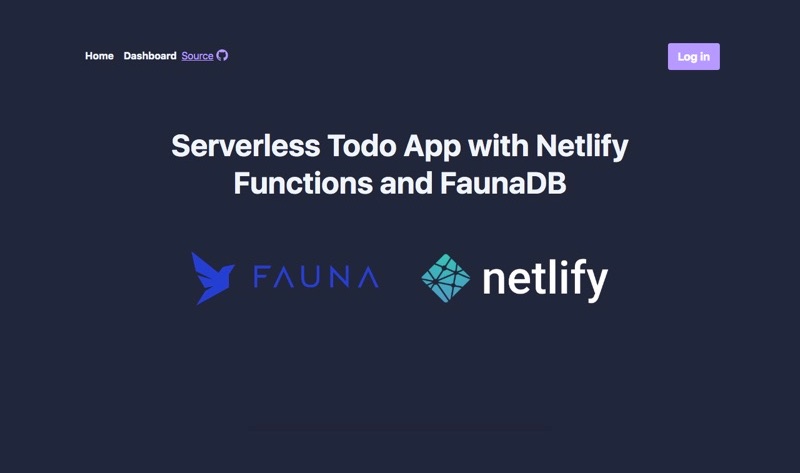 Home Dashboard Source Log in
Serverless Todo App with Netlify
Functions and FaunaDB
FAUNA netlify